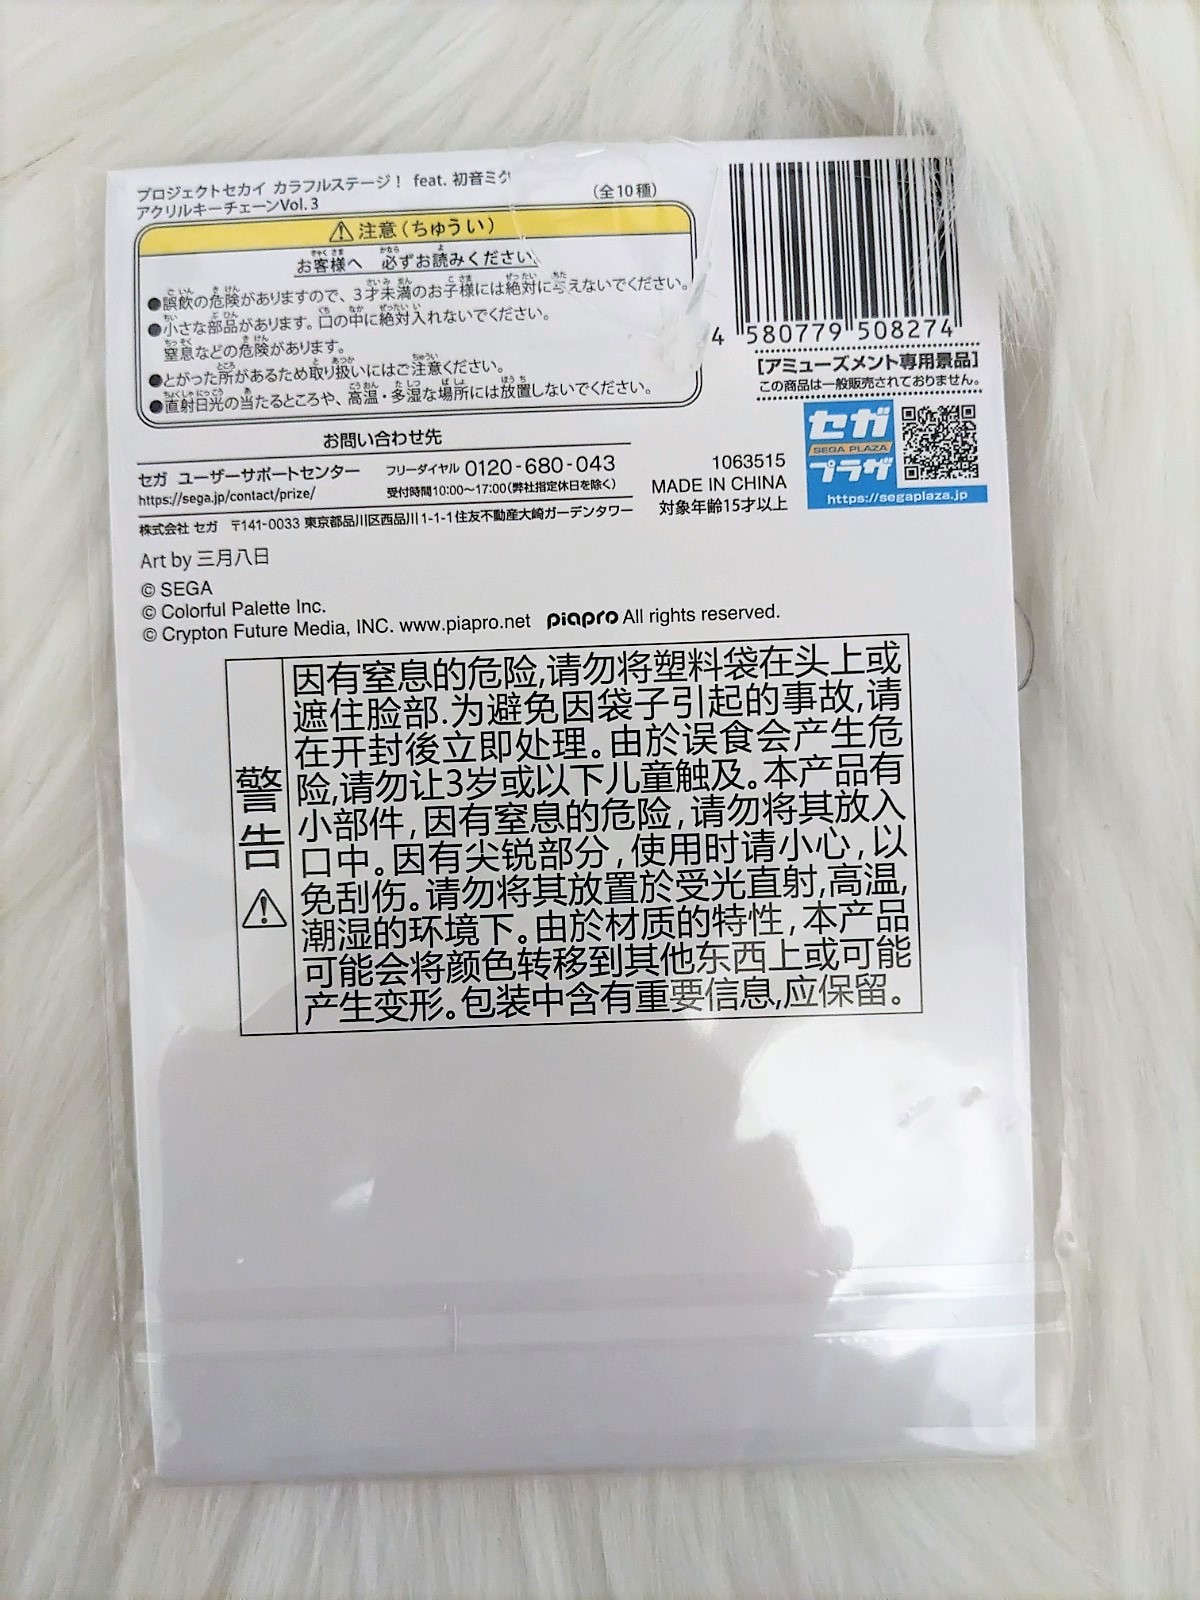 プロジェクトセカイ カラフルステージ！ feat. 初音ミク
（全10種）
アクリルキーチェーンVol.3
注意（ちゅうい）
お客様へ 必ずお読みください。
●誤飲の危険がありますので、3才未満のお子様には絶対に与えないでください。
●小さな部品があります。口の中に絶対入れないでください。
窒息などの危険があります。
●とがった所があるため取り扱いにはご注意ください。
●直射日光の当たるところや、高温・多湿な場所には放置しないでください。
4 580779 508274
［アミューズメント専用景品］
この商品は一般販売されておりません。
セガ
SEGA PLAZA
プラザ
https://segaplaza.jp
お問い合わせ先
セガ ユーザーサポートセンター
フリーダイヤル 0120-680-043
https://sega.jp/contact/prize/
受付時間10:00～17:00（弊社指定休日を除く）
株式会社 セガ 〒141-0033 東京都品川区西品川1-1-1住友不動産大崎ガーデンタワー
1063515
MADE IN CHINA
対象年齢15才以上
Art by 三月八日
© SEGA
© Colorful Palette Inc.
© Crypton Future Media, INC. www.piapro.net piapro All rights reserved.
警告
因有窒息的危险,请勿将塑料袋在头上或
遮住脸部.为避免因袋子引起的事故,请
在开封後立即处理。由於误食会产生危
险,请勿让3岁或以下儿童触及。本产品有
小部件,因有窒息的危险,请勿将其放入
口中。因有尖锐部分,使用时请小心,以
免刮伤。请勿将其放置於受光直射,高温,
潮湿的环境下。由於材质的特性,本产品
可能会将颜色转移到其他东西上或可能
产生变形。包装中含有重要信息,应保留。